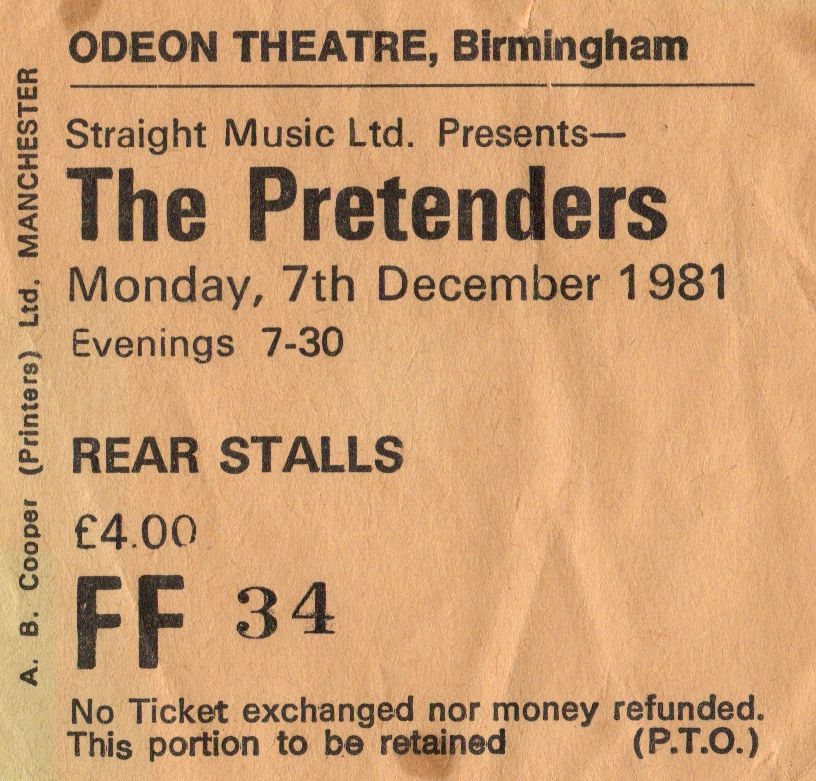 ODEON THEATRE, Birmingham
Straight Music Ltd. Presents—
The Pretenders
Monday, 7th December 1981
Evenings 7-30
REAR STALLS
£4.00
FF 34
No Ticket exchanged nor money refunded.
This portion to be retained (P.T.O.)
A. B. Cooper (Printers) Ltd. MANCHESTER